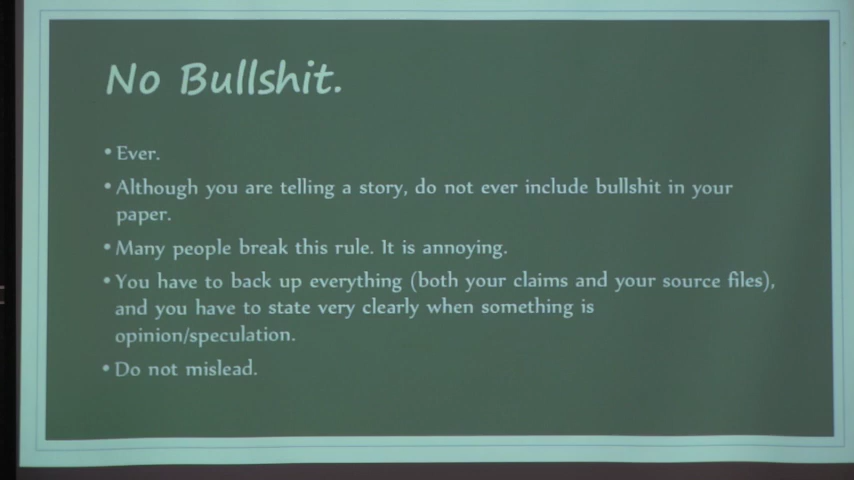 No Bullshit.
• Ever.
• Although you are telling a story, do not ever include bullshit in your
paper.
• Many people break this rule. It is annoying.
• You have to back up everything (both your claims and your source files),
and you have to state very clearly when something is
opinion/speculation.
• Do not mislead.